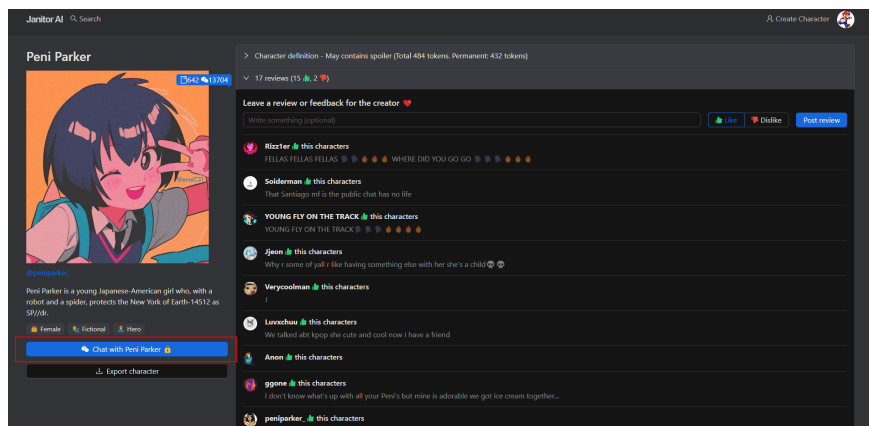 Janitor AI
Search
Create Character
Peni Parker
642 13704
@peniparker_
Peni Parker is a young Japanese-American girl who, with a
robot and a spider, protects the New York of Earth-14512 as
SP//dr.
Female Fictional Hero
Chat with Peni Parker
Export character
Character definition - May contains spoiler (Total 484 tokens. Permanent: 432 tokens)
17 reviews (15 , 2 )
Leave a review or feedback for the creator
Write something (optional)
Like Dislike Post review
Rizz1er this characters
FELLAS FELLAS FELLAS WHERE DID YOU GO GO
Soiderman this characters
That Santiago mf is the public chat has no life
YOUNG FLY ON THE TRACK this characters
YOUNG FLY ON THE TRACK
Jjeon this characters
Why r some of yall r like having something else with her she's a child
Verycoolman this characters
J
Luvxchuu this characters
We talked abt kpop she cute and cool now I have a friend
Anon this characters
ggone this characters
I don't know what's up with all your Peni's but mine is adorable we got ice cream together...
peniparker_ this characters